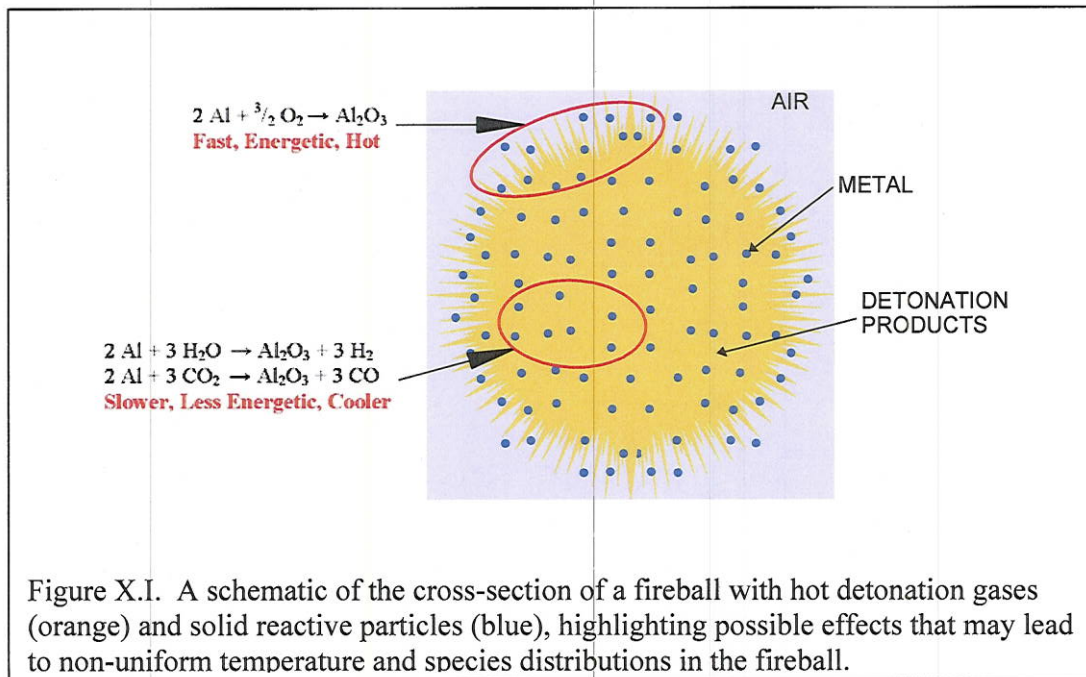 AIR
2 Al + 3/2 O₂ → Al₂O₃
Fast, Energetic, Hot
METAL
DETONATION
PRODUCTS
2 Al + 3 H₂O → Al₂O₃ + 3 H₂
2 Al + 3 CO₂ → Al₂O₃ + 3 CO
Slower, Less Energetic, Cooler
Figure X.I. A schematic of the cross-section of a fireball with hot detonation gases
(orange) and solid reactive particles (blue), highlighting possible effects that may lead
to non-uniform temperature and species distributions in the fireball.